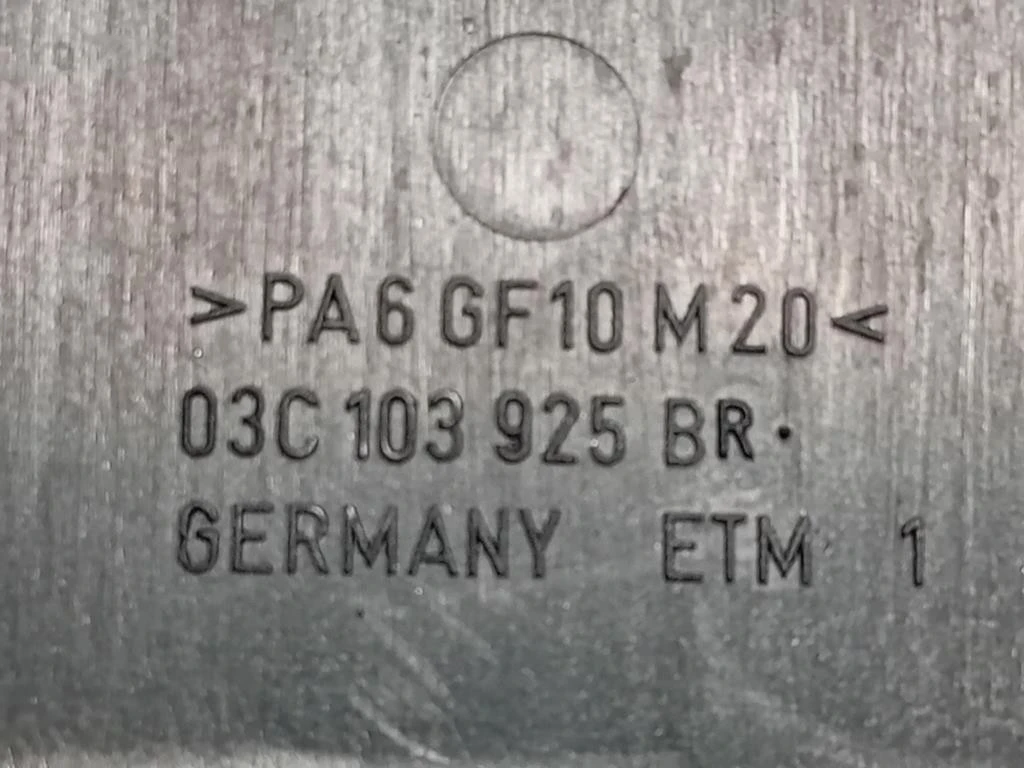 >PA6 GF10 M20<
03C 103 925 BR·
GERMANY ETM 1